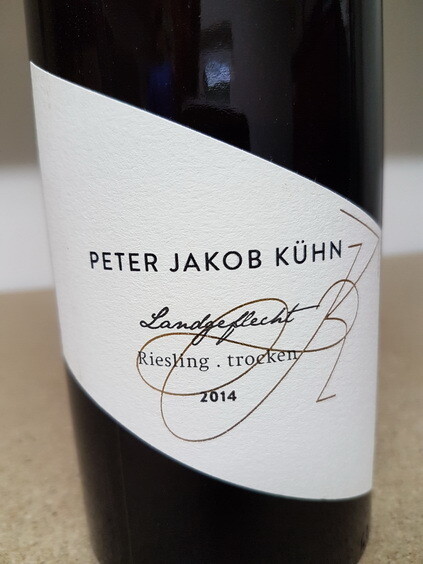 PETER JAKOB KÜHN
Landgeflecht
Riesling . trocken
2014